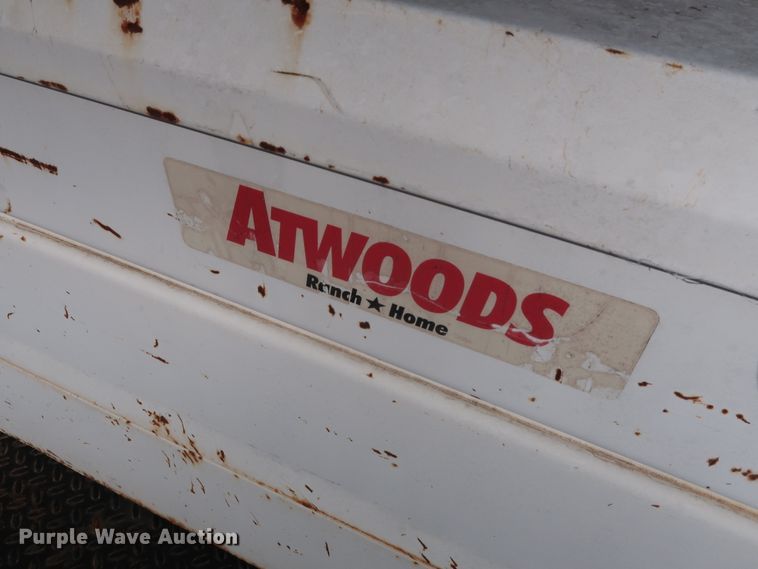 ATWOODS
Ranch ★ Home
Purple Wave Auction